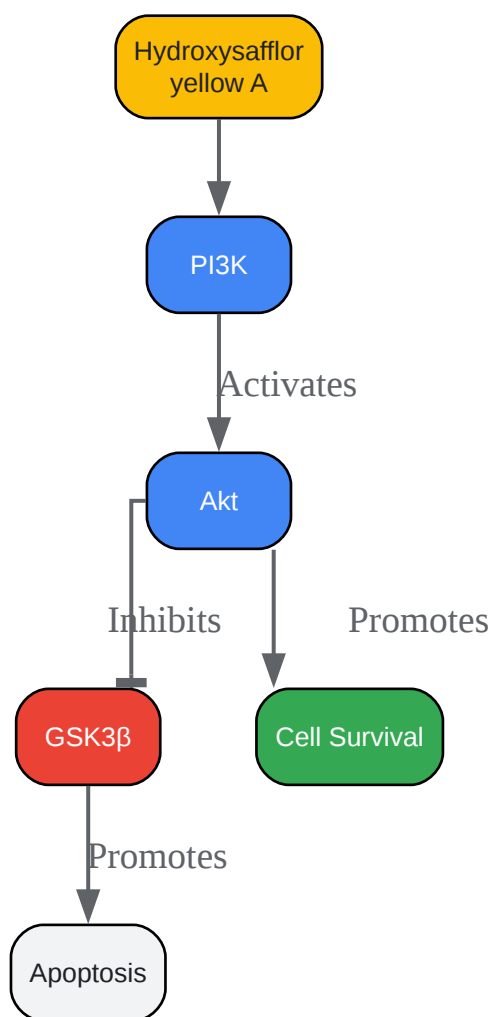 Hydroxysafflor
yellow A
PI3K
Activates
Akt
Inhibits
Promotes
GSK3β
Cell Survival
Promotes
Apoptosis